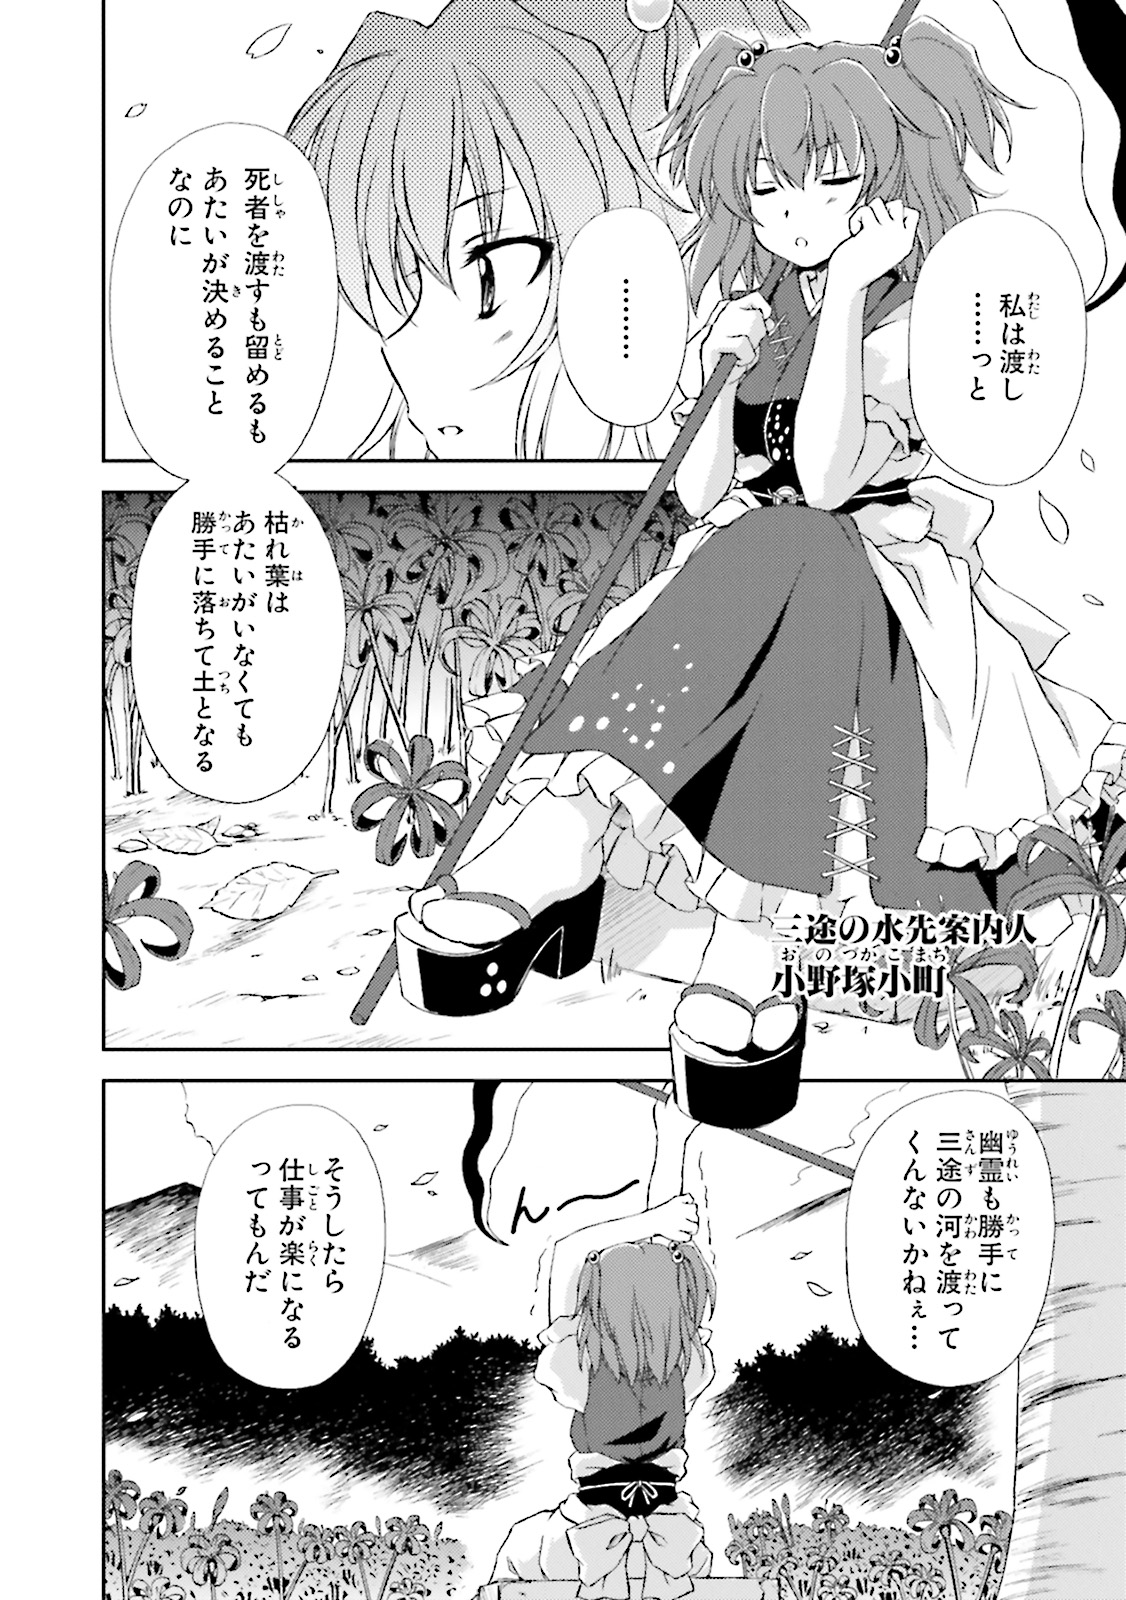 私は渡し
……っと
………
死者を渡すも留めるも
あたいが決めること
なのに
枯れ葉は
あたいがいなくても
勝手に落ちて土となる
三途の水先案内人
小野塚小町
幽霊も勝手に
三途の河を渡って
くんないかねぇ…
ん〜〜
そうしたら
仕事が楽になる
ってもんだ